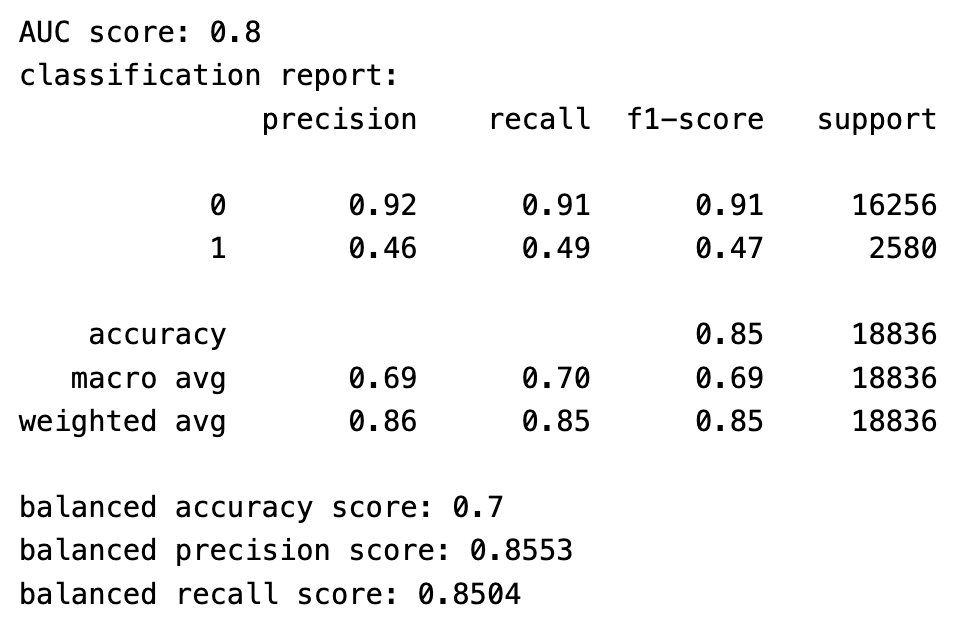 AUC score: 0.8
classification report:
precision recall f1-score support
0 0.92 0.91 0.91 16256
1 0.46 0.49 0.47 2580
accuracy 0.85 18836
macro avg 0.69 0.70 0.69 18836
weighted avg 0.86 0.85 0.85 18836
balanced accuracy score: 0.7
balanced precision score: 0.8553
balanced recall score: 0.8504